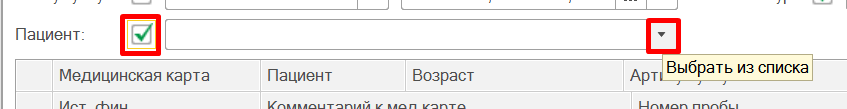 Пациент:
Выбрать из списка
Медицинская карта Пациент Возраст
Ист. фин. Комментарий к мед.карте Номер пробы